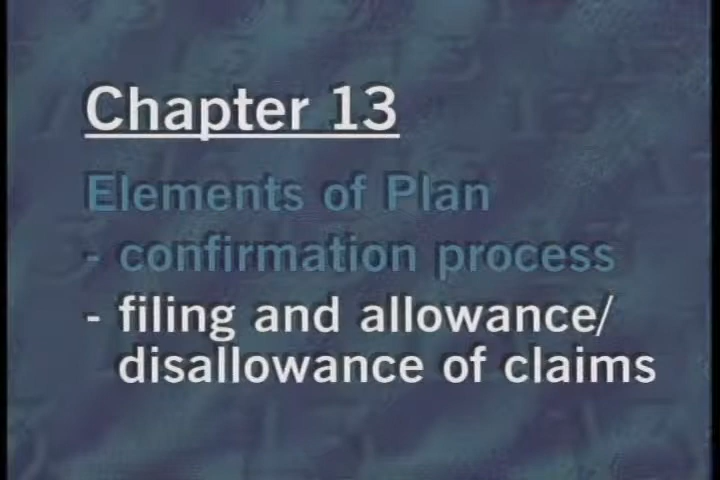 Chapter 13
Elements of Plan
- confirmation process
- filing and allowance/
disallowance of claims